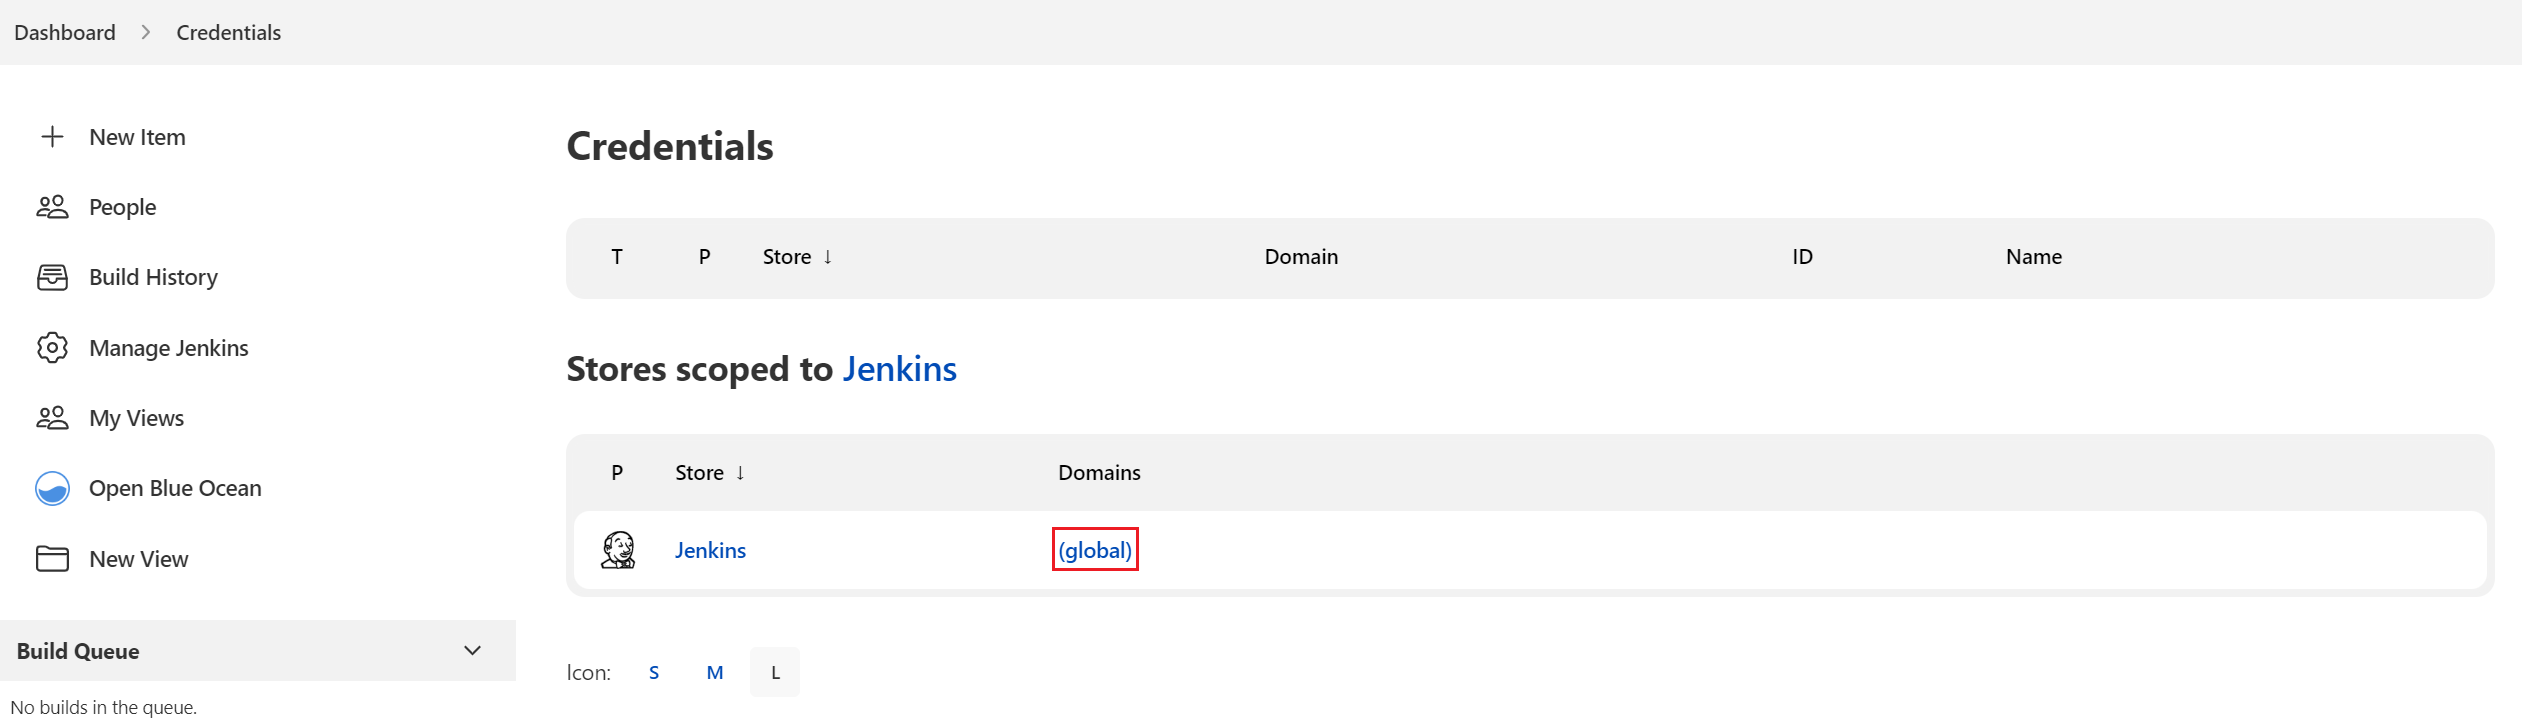 Dashboard > Credentials
New Item
People
Build History
Manage Jenkins
My Views
Open Blue Ocean
New View
Build Queue
No builds in the queue.
Credentials
T P Store ↓ Domain ID Name
Stores scoped to Jenkins
P Store ↓ Domains
Jenkins (global)
Icon: S M L